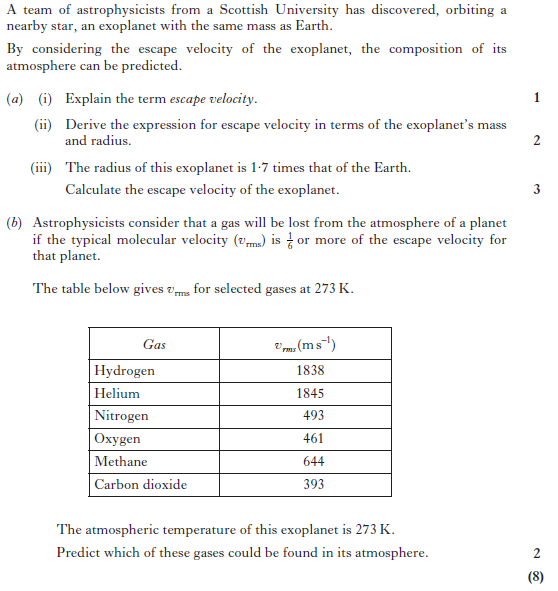 A team of astrophysicists from a Scottish University has discovered, orbiting a
nearby star, an exoplanet with the same mass as Earth.
By considering the escape velocity of the exoplanet, the composition of its
atmosphere can be predicted.
(a) (i) Explain the term escape velocity. 1
(ii) Derive the expression for escape velocity in terms of the exoplanet's mass
and radius. 2
(iii) The radius of this exoplanet is 1·7 times that of the Earth.
Calculate the escape velocity of the exoplanet. 3
(b) Astrophysicists consider that a gas will be lost from the atmosphere of a planet
if the typical molecular velocity (v_rms) is 1/6 or more of the escape velocity for
that planet.
The table below gives v_rms for selected gases at 273 K.
Gas v_rms (m s⁻¹)
Hydrogen 1838
Helium 1845
Nitrogen 493
Oxygen 461
Methane 644
Carbon dioxide 393
The atmospheric temperature of this exoplanet is 273 K.
Predict which of these gases could be found in its atmosphere. 2
(8)